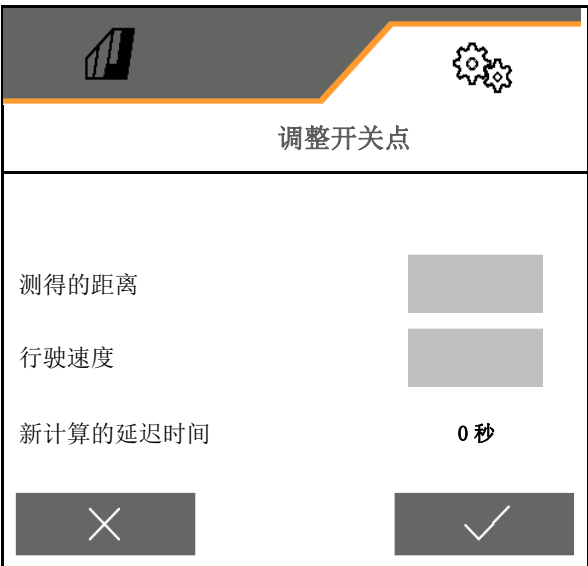 调整开关点
测得的距离
行驶速度
新计算的延迟时间
0 秒